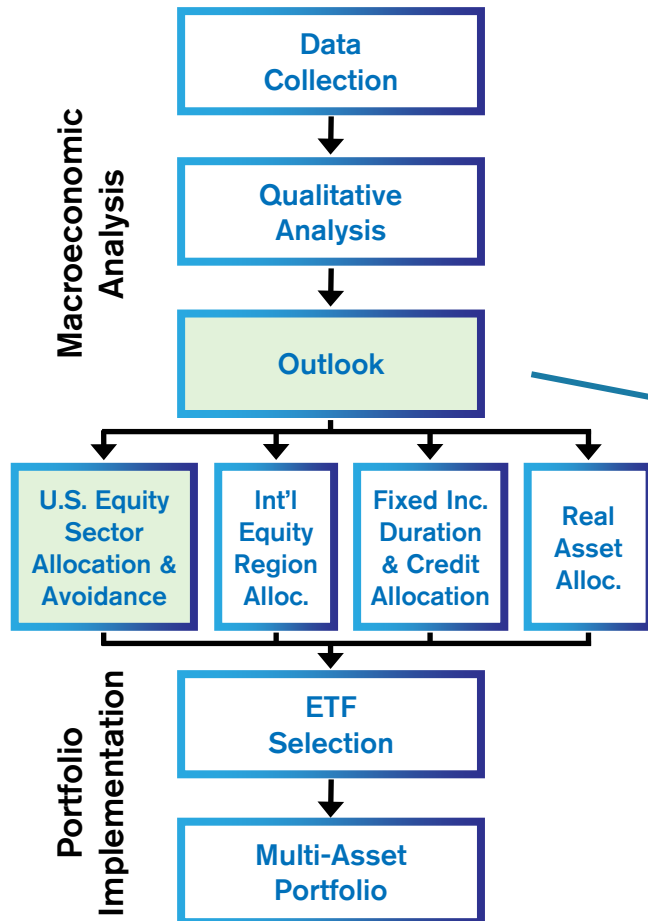 Data
Collection
Macroeconomic
Analysis
Qualitative
Analysis
Outlook
U.S. Equity
Sector
Allocation &
Avoidance
Int'l
Equity
Region
Alloc.
Fixed Inc.
Duration
& Credit
Allocation
Real
Asset
Alloc.
Portfolio
Implementation
ETF
Selection
Multi-Asset
Portfolio